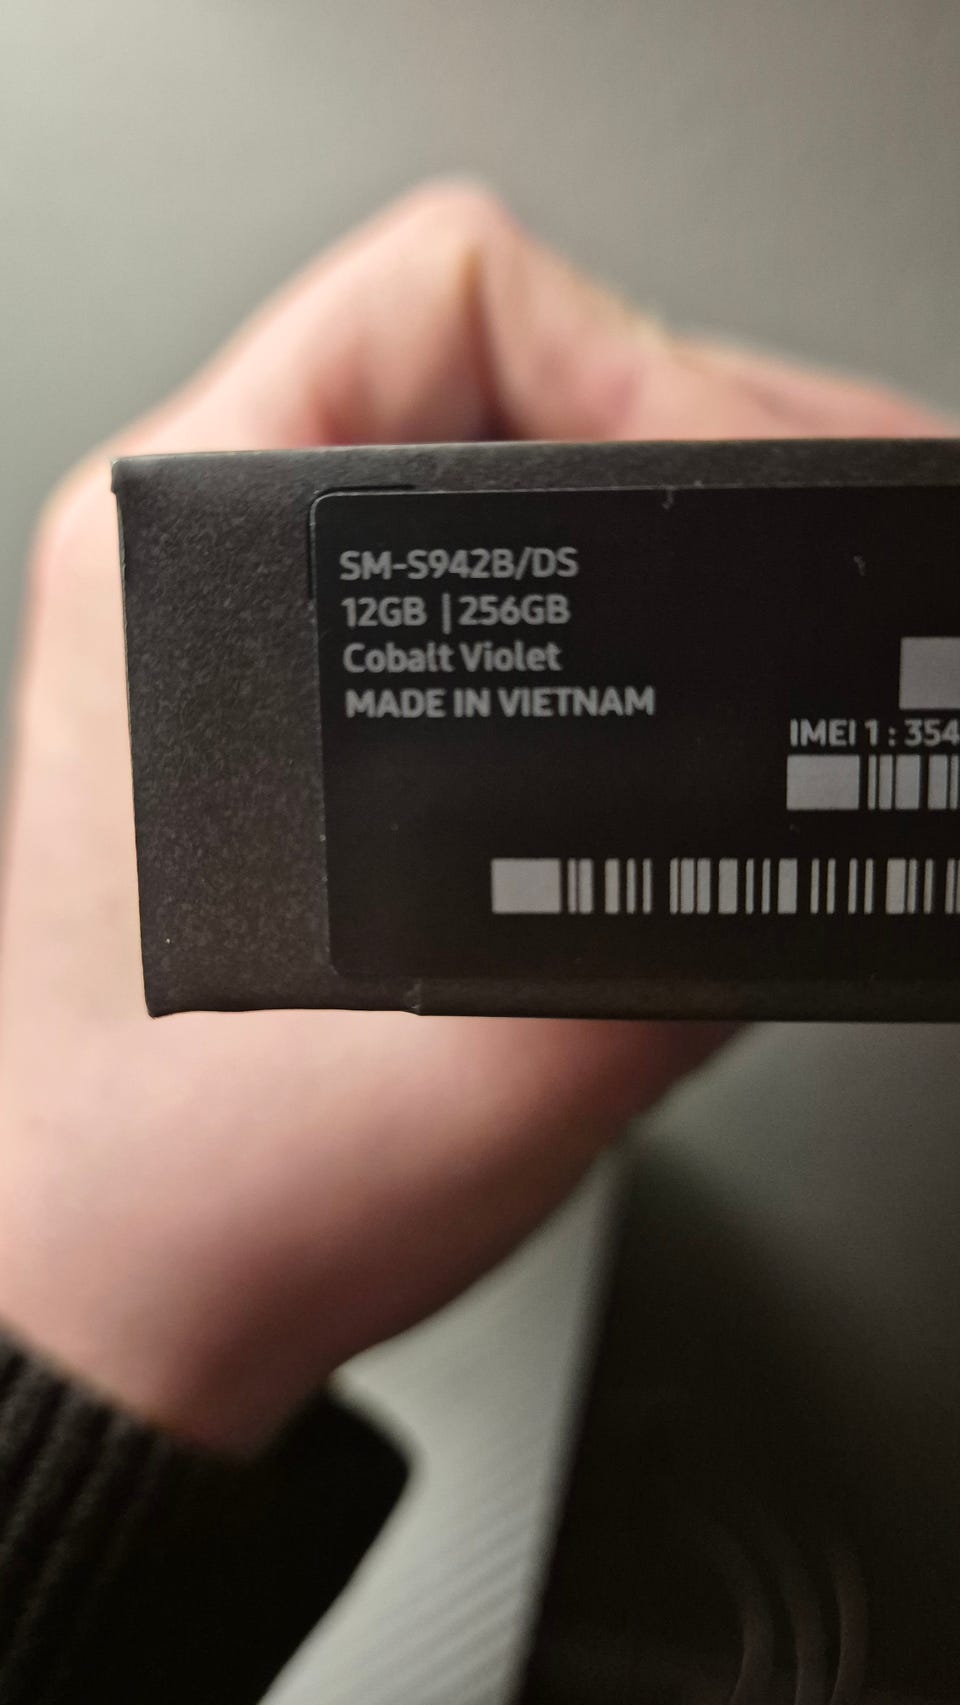 SM-S942B/DS
12GB | 256GB
Cobalt Violet
MADE IN VIETNAM
IMEI 1 : 354